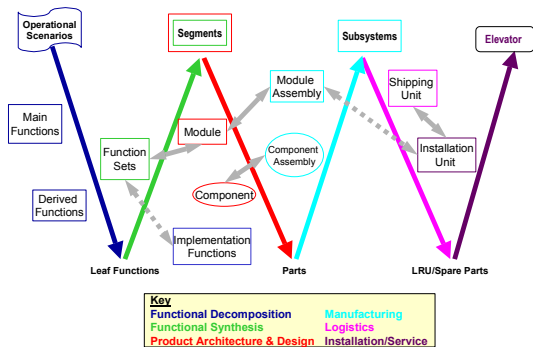 Operational
Scenarios
Segments
Subsystems
Elevator
Main
Functions
Function
Sets
Module
Module
Assembly
Shipping
Unit
Component
Assembly
Installation
Unit
Derived
Functions
Component
Implementation
Functions
Leaf Functions
Parts
LRU/Spare Parts
Key
Functional Decomposition
Manufacturing
Functional Synthesis
Logistics
Product Architecture & Design
Installation/Service